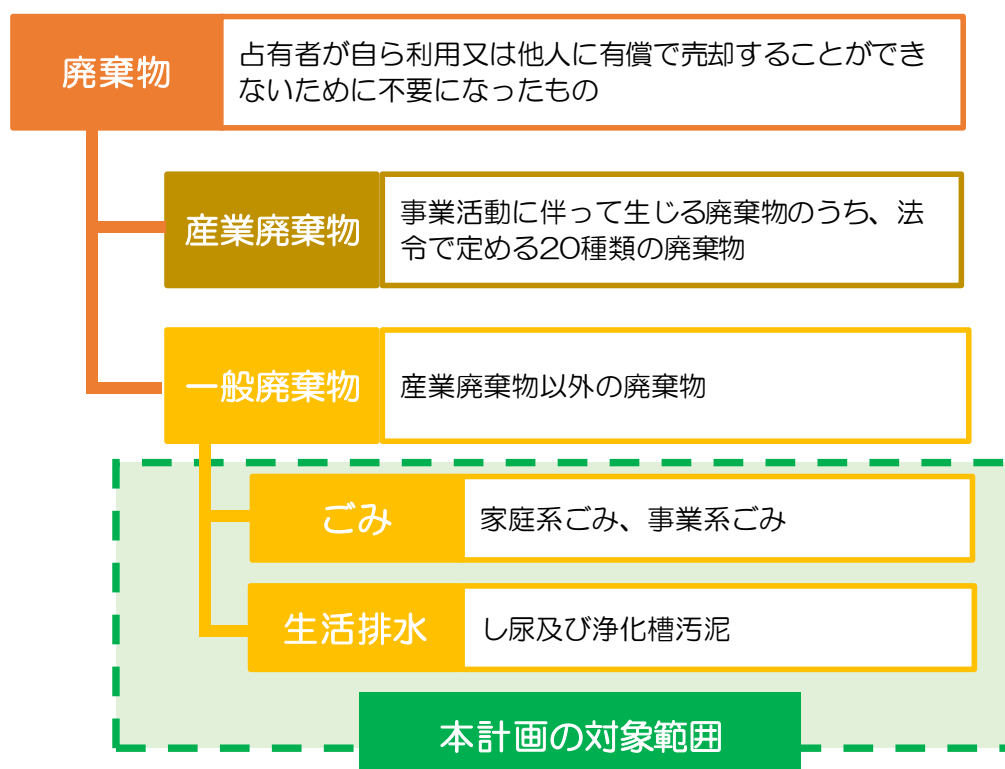 廃棄物
占有者が自ら利用又は他人に有償で売却することができ
ないために不要になったもの
産業廃棄物
事業活動に伴って生じる廃棄物のうち、法
令で定める20種類の廃棄物
一般廃棄物
産業廃棄物以外の廃棄物
ごみ
家庭系ごみ、事業系ごみ
生活排水
し尿及び浄化槽汚泥
本計画の対象範囲